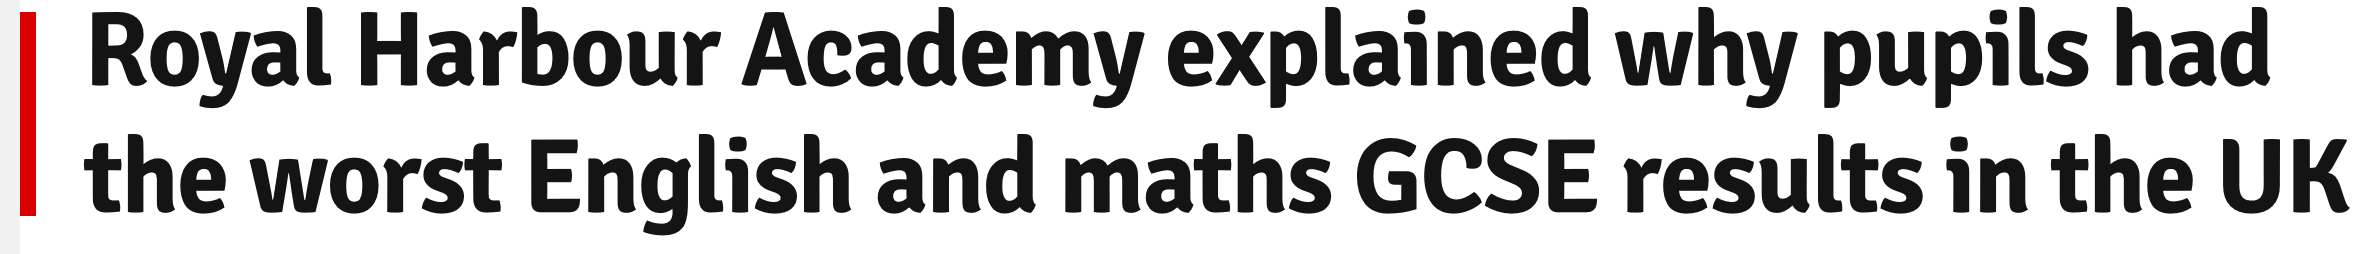 Royal Harbour Academy explained why pupils had
the worst English and maths GCSE results in the UK